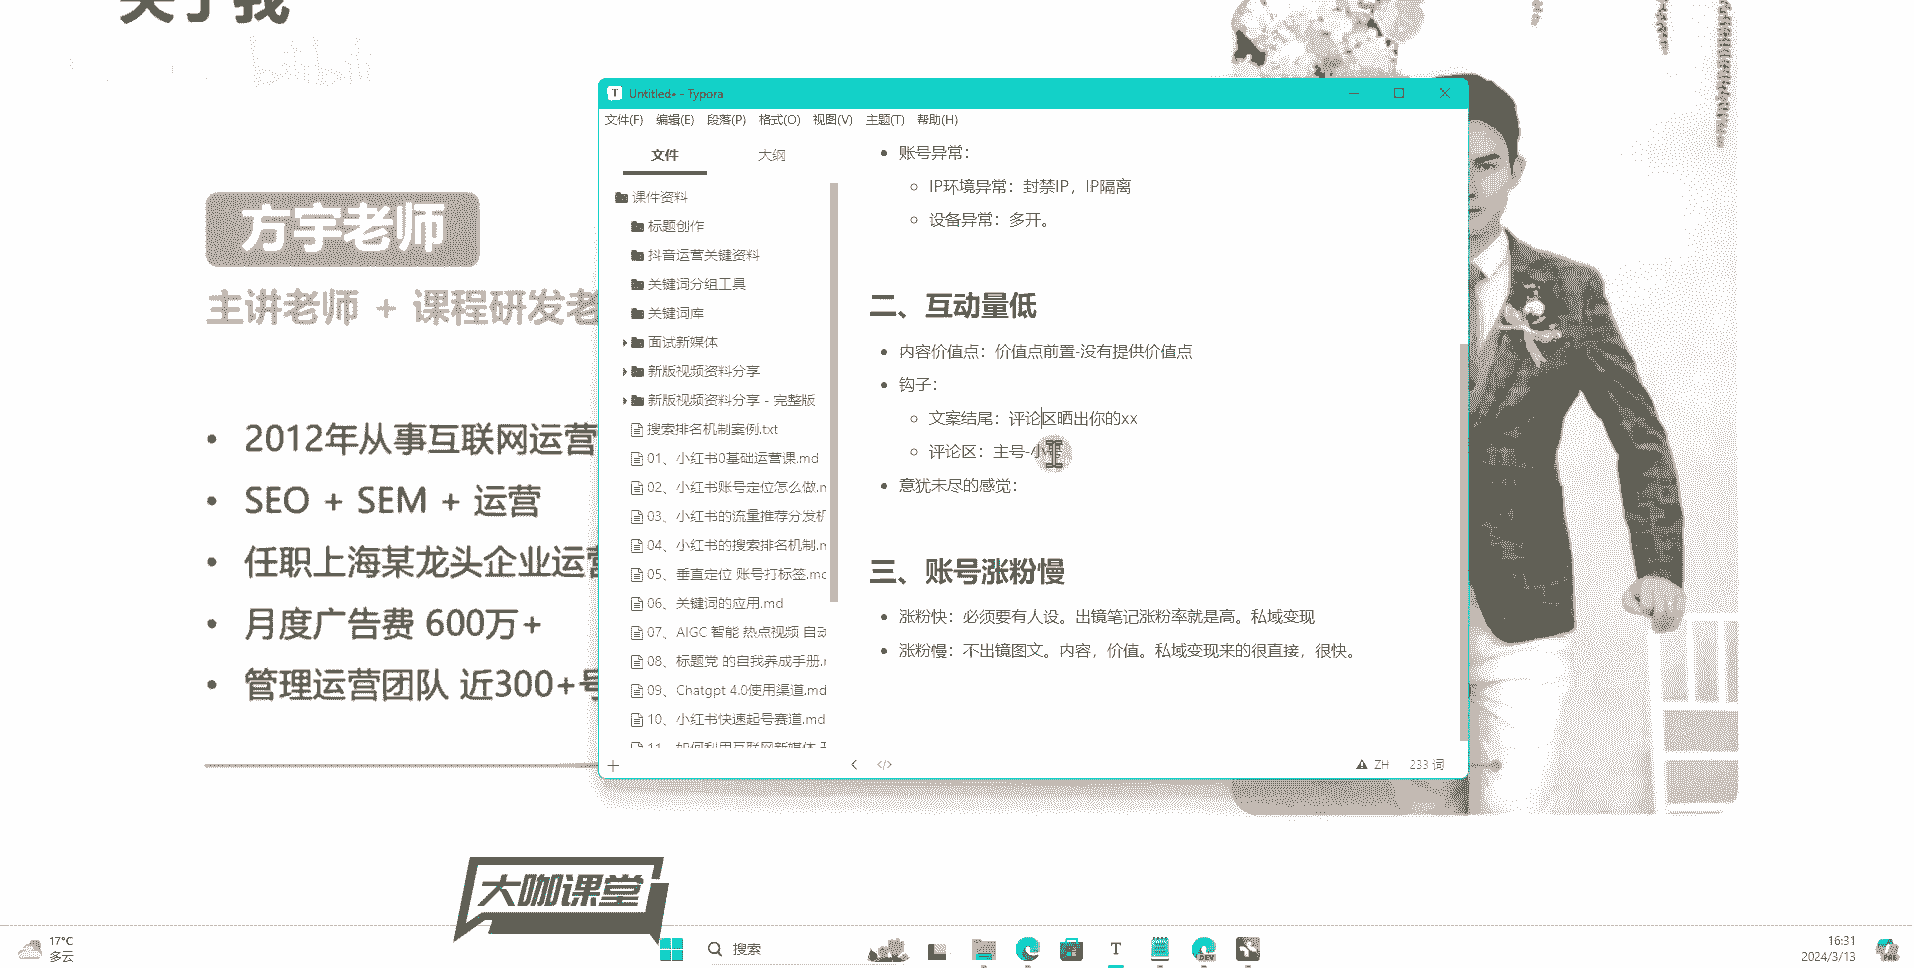 关于我
bilibili
方宇老师
主讲老师 + 课程研发老
2012年从事互联网运营
SEO + SEM + 运营
任职上海某龙头企业运营
月度广告费 600万+
管理运营团队 近300+号
Untitled• - Typora
文件(F) 编辑(E) 段落(P) 格式(O) 视图(V) 主题(T) 帮助(H)
文件 大纲
课件资料
标题创作
抖音运营关键资料
关键词分组工具
关键词库
面试新媒体
新版视频资料分享
新版视频资料分享 - 完整版
搜索排名机制案例.txt
01、小红书0基础运营课.md
02、小红书账号定位怎么做.m
03、小红书的流量推荐分发机
04、小红书的搜索排名机制.m
05、垂直定位 账号打标签.md
06、关键词的应用.md
07、AIGC 智能 热点视频 自动
08、标题党 的自我养成手册.m
09、Chatgpt 4.0使用渠道.md
10、小红书快速起号赛道.md
11、如何利用互联网新媒体
账号异常：
IP环境异常：封禁IP，IP隔离
设备异常：多开。
二、互动量低
内容价值点：价值点前置-没有提供价值点
钩子：
文案结尾：评论区晒出你的xx
评论区：主号-小号
意犹未尽的感觉：
三、账号涨粉慢
涨粉快：必须要有人设。出镜笔记涨粉率就是高。私域变现
涨粉慢：不出镜图文。内容，价值。私域变现来的很直接，很快。
ZH 233 词
大咖课堂
17°C
多云
搜索
T
DEV
16:31
2024/3/13
PRE